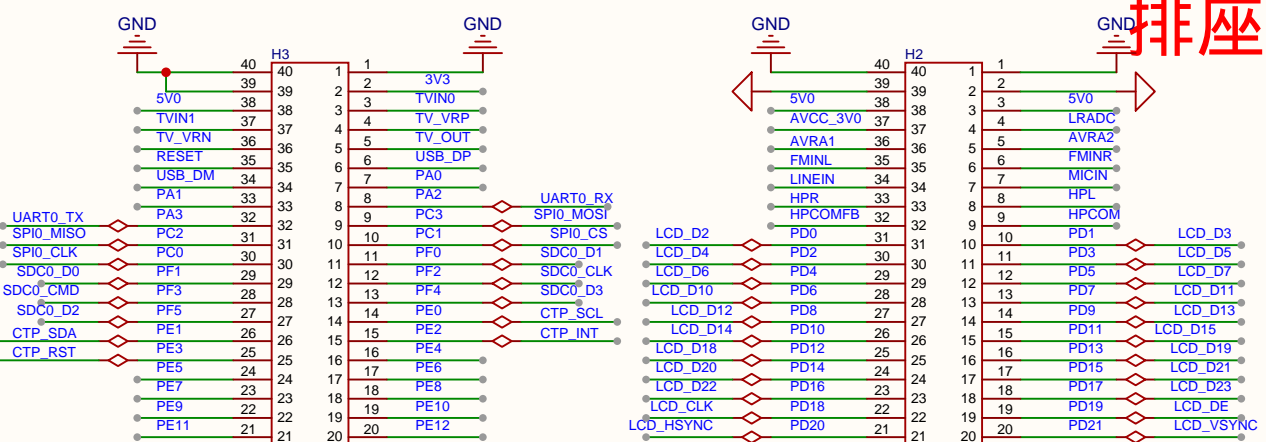 GND GND GND GND 排座
H3 H2
40 40 1 1 40 40 1 1
39 39 2 2 3V3 39 39 2 2
5V0 38 38 3 3 TVIN0 5V0 38 38 3 3 5V0
TVIN1 37 37 4 4 TV_VRP AVCC_3V0 37 37 4 4 LRADC
TV_VRN 36 36 5 5 TV_OUT AVRA1 36 36 5 5 AVRA2
RESET 35 35 6 6 USB_DP FMINL 35 35 6 6 FMINR
USB_DM 34 34 7 7 PA0 LINEIN 34 34 7 7 MICIN
PA1 33 33 8 8 PA2 UART0_RX HPR 33 33 8 8 HPL
UART0_TX PA3 32 32 9 9 PC3 SPI0_MOSI HPCOMFB 32 32 9 9 HPCOM
SPI0_MISO PC2 31 31 10 10 PC1 SPI0_CS LCD_D2 PD0 31 31 10 10 PD1 LCD_D3
SPI0_CLK PC0 30 30 11 11 PF0 SDC0_D1 LCD_D4 PD2 30 30 11 11 PD3 LCD_D5
SDC0_D0 PF1 29 29 12 12 PF2 SDC0_CLK LCD_D6 PD4 29 29 12 12 PD5 LCD_D7
SDC0_CMD PF3 28 28 13 13 PF4 SDC0_D3 LCD_D10 PD6 28 28 13 13 PD7 LCD_D11
SDC0_D2 PF5 27 27 14 14 PE0 CTP_SCL LCD_D12 PD8 27 27 14 14 PD9 LCD_D13
CTP_SDA PE1 26 26 15 15 PE2 CTP_INT LCD_D14 PD10 26 26 15 15 PD11 LCD_D15
CTP_RST PE3 25 25 16 16 PE4 LCD_D18 PD12 25 25 16 16 PD13 LCD_D19
PE5 24 24 17 17 PE6 LCD_D20 PD14 24 24 17 17 PD15 LCD_D21
PE7 23 23 18 18 PE8 LCD_D22 PD16 23 23 18 18 PD17 LCD_D23
PE9 22 22 19 19 PE10 LCD_CLK PD18 22 22 19 19 PD19 LCD_DE
PE11 21 21 20 20 PE12 LCD_HSYNC PD20 21 21 20 20 PD21 LCD_VSYNC